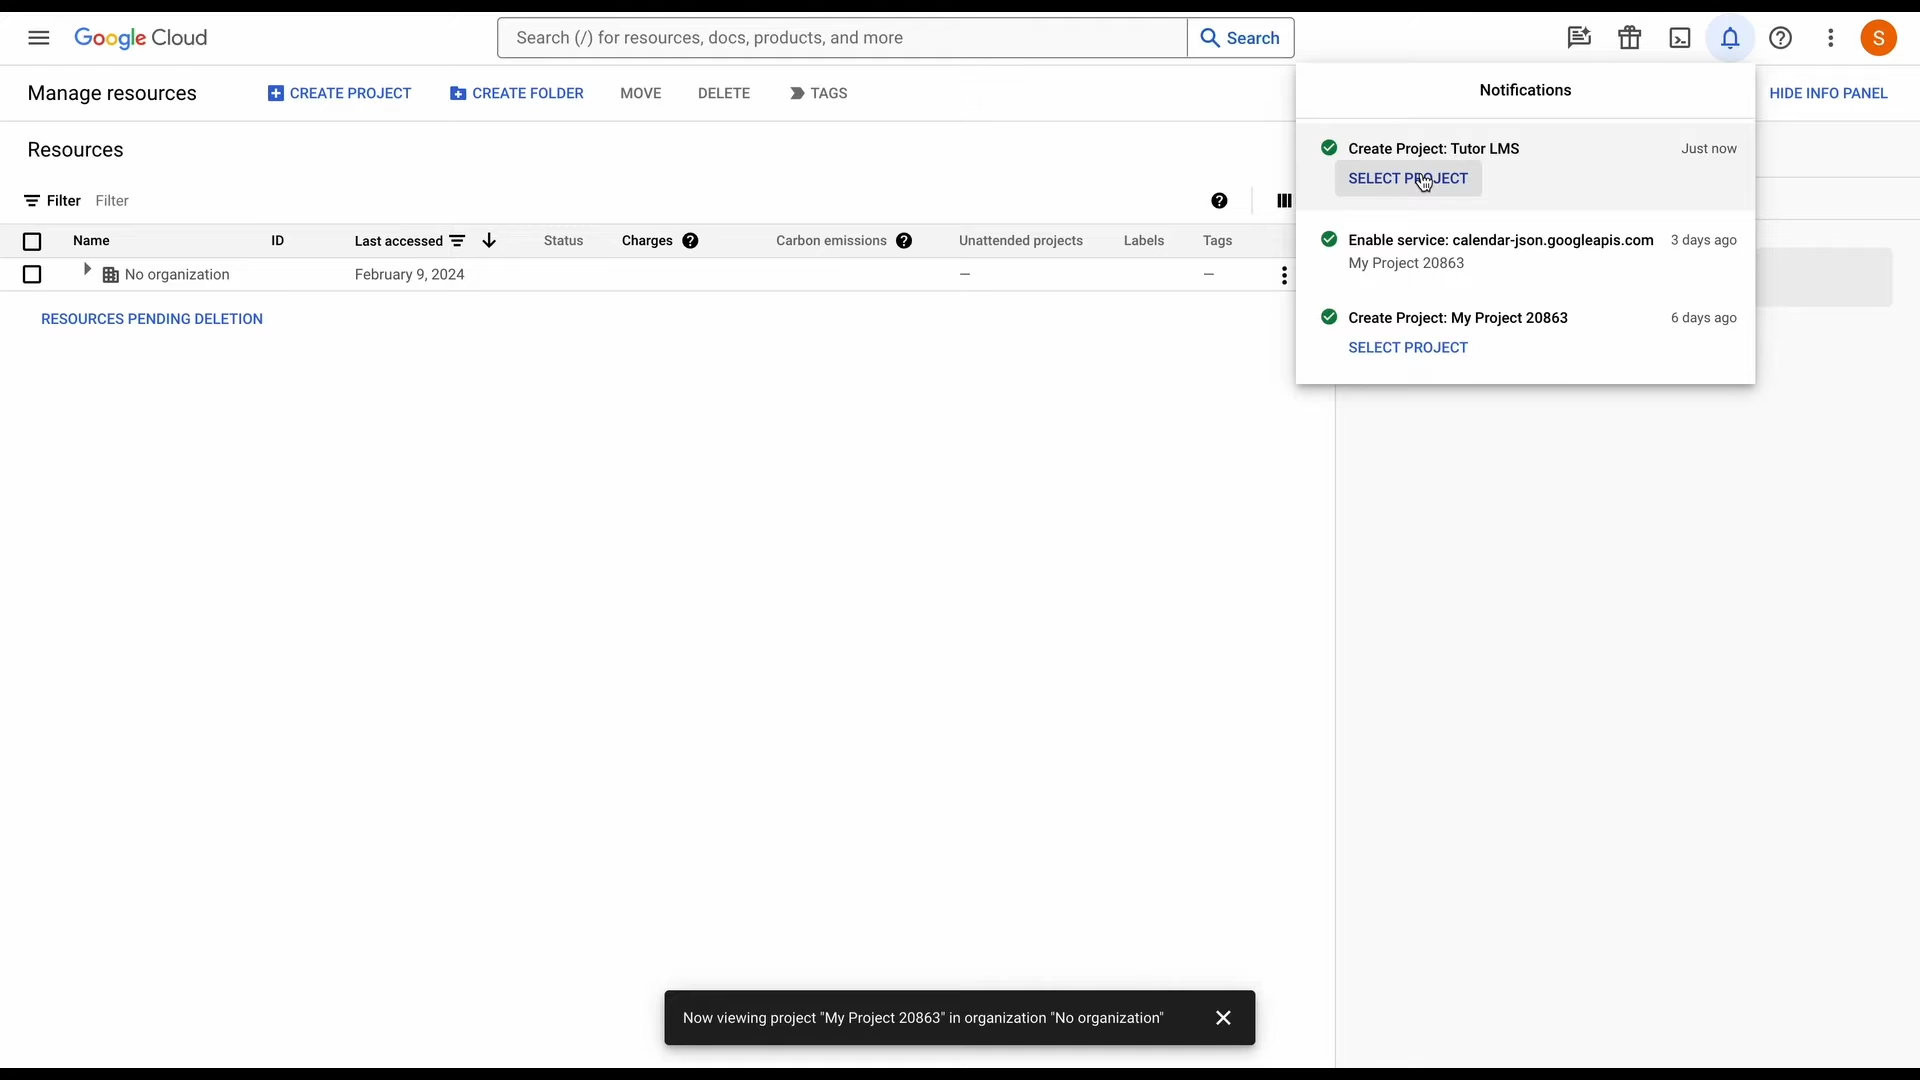 Google Cloud
Search (/) for resources, docs, products, and more
Search
S
Manage resources
CREATE PROJECT
CREATE FOLDER
MOVE
DELETE
TAGS
HIDE INFO PANEL
Notifications
Create Project: Tutor LMS
Just now
SELECT PROJECT
Enable service: calendar-json.googleapis.com
3 days ago
My Project 20863
Create Project: My Project 20863
6 days ago
SELECT PROJECT
Resources
Filter Filter
Name ID Last accessed Status Charges Carbon emissions Unattended projects Labels Tags
No organization February 9, 2024 — —
RESOURCES PENDING DELETION
Now viewing project "My Project 20863" in organization "No organization"